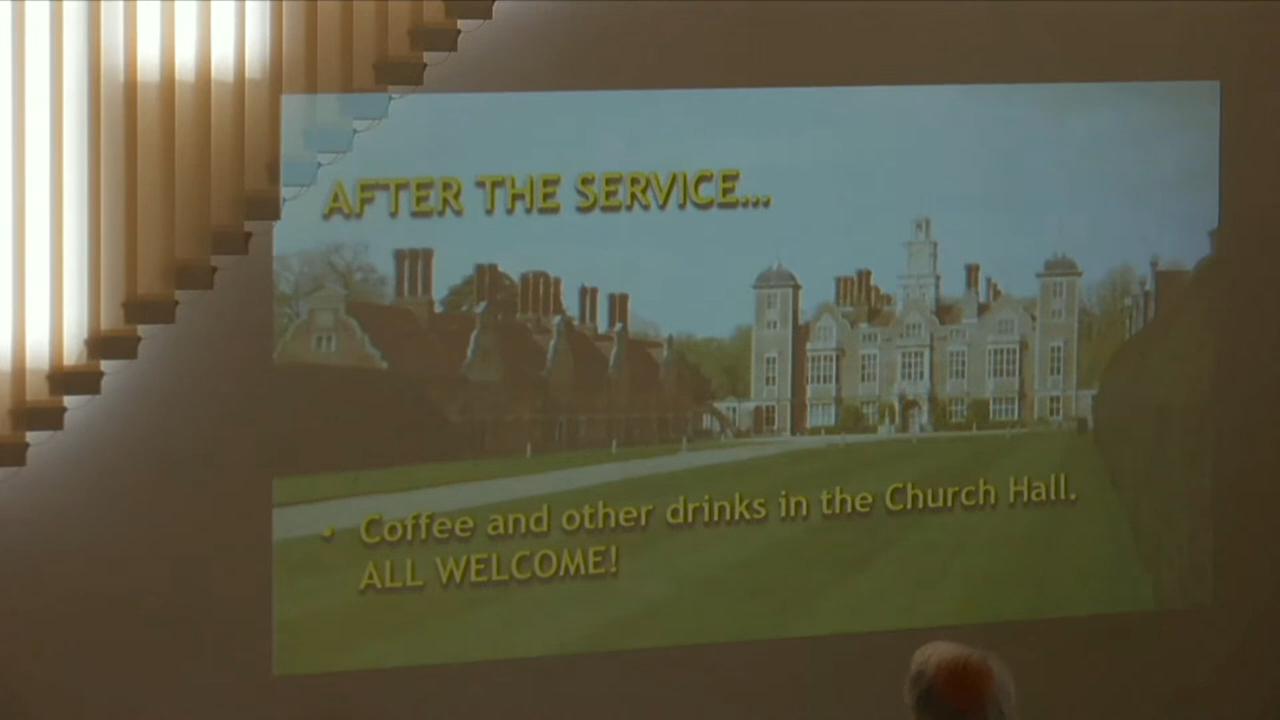 AFTER THE SERVICE...
• Coffee and other drinks in the Church Hall.
ALL WELCOME!